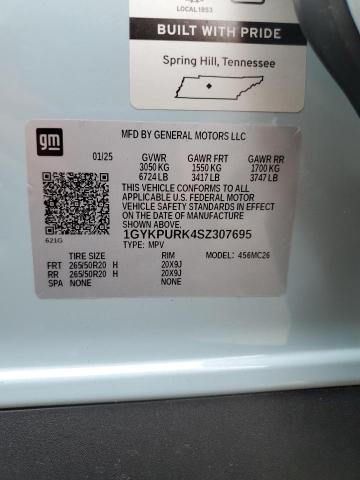 LOCAL 1853
BUILT WITH PRIDE
Spring Hill, Tennessee
gm
MFD BY GENERAL MOTORS LLC
01/25 GVWR GAWR FRT GAWR RR
3050 KG 1550 KG 1700 KG
6724 LB 3417 LB 3747 LB
THIS VEHICLE CONFORMS TO ALL
APPLICABLE U.S. FEDERAL MOTOR
VEHICLE SAFETY STANDARDS IN EFFECT
ON THE DATE OF MANUFACTURE
SHOWN ABOVE.
621G
1GYKPURK4SZ307695
TYPE: MPV
TIRE SIZE RIM MODEL: 456MC26
FRT 265/50R20 H 20X9J
RR 265/50R20 H 20X9J
SPA NONE NONE